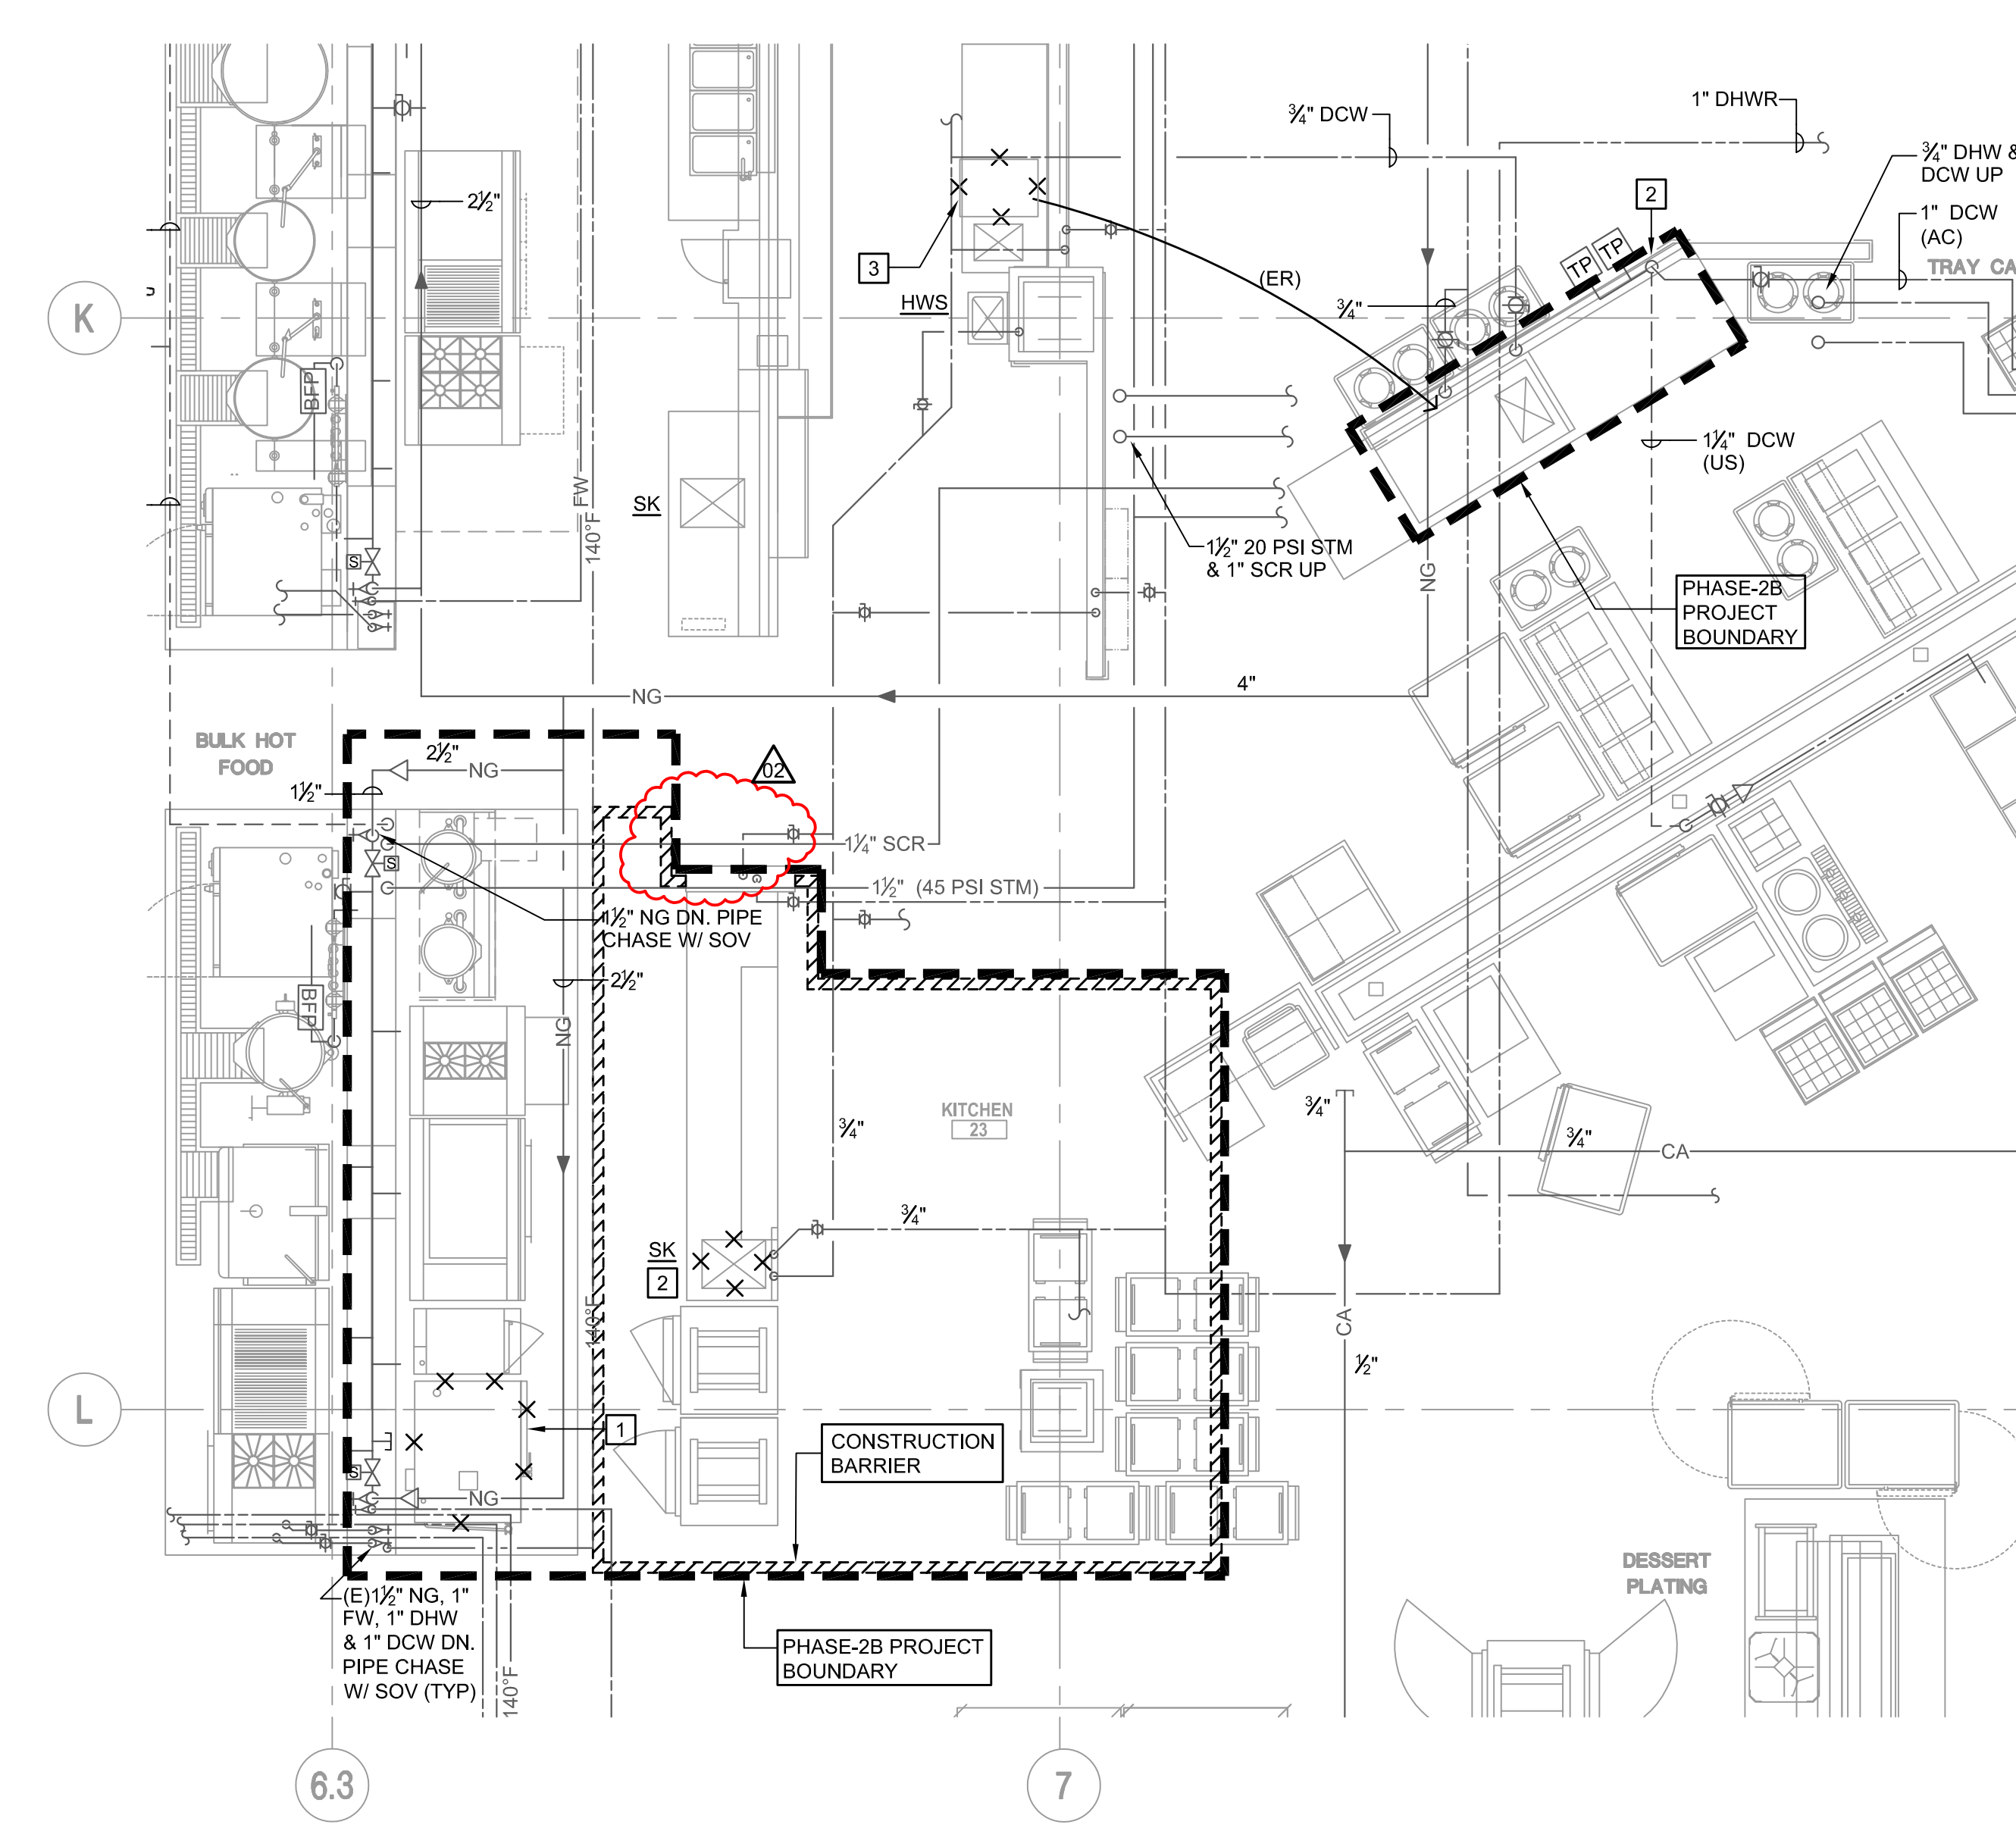 1" DHWR
¾" DCW
¾" DHW &
DCW UP
2½"
2
1" DCW
(AC)
TP
TP
3
(ER)
TRAY CA
HWS
¾"
K
BFP
1¼" DCW
(US)
SK
FW
140°F
S
1½" 20 PSI STM
& 1" SCR UP
NG
PHASE-2B
PROJECT
BOUNDARY
NG
4"
BULK HOT
FOOD
2½"
NG
02
1½"
1¼" SCR
S
1½" (45 PSI STM)
1½" NG DN. PIPE
CHASE W/ SOV
2½"
BFP
NG
KITCHEN
23
¾"
¾"
¾"
CA
¾"
SK
2
140°F
CA
½"
L
1
CONSTRUCTION
BARRIER
S
NG
DESSERT
PLATING
(E)1½" NG, 1"
FW, 1" DHW
& 1" DCW DN.
PIPE CHASE
W/ SOV (TYP)
140°F
PHASE-2B PROJECT
BOUNDARY
6.3
7